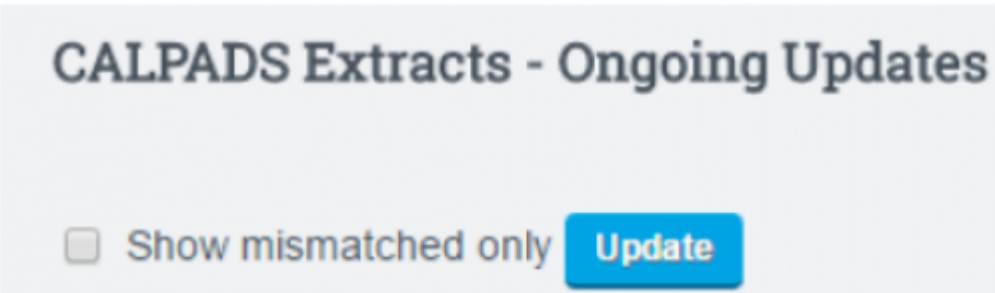 CALPADS Extracts - Ongoing Updates
Show mismatched only Update